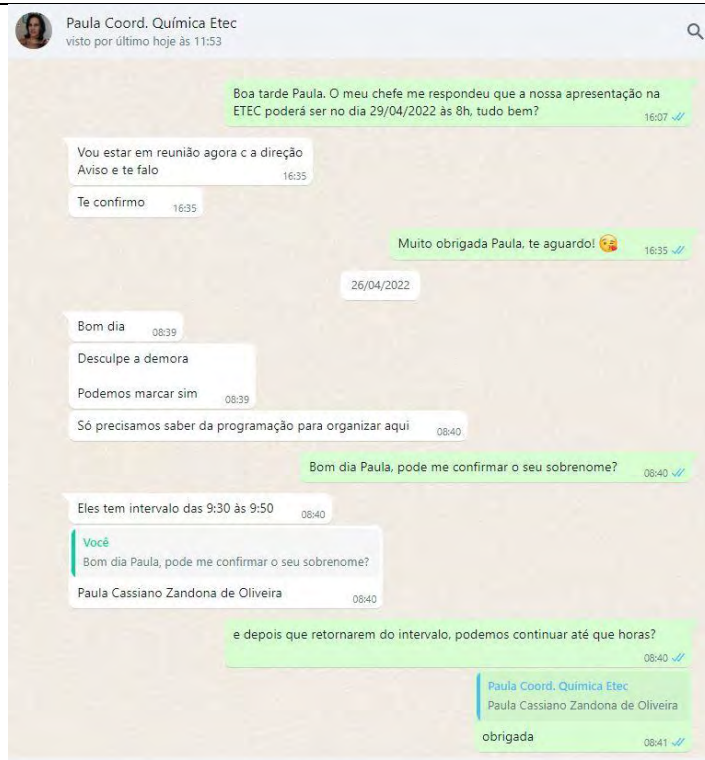 Paula Coord. Química Etec
visto por último hoje às 11:53
Boa tarde Paula. O meu chefe me respondeu que a nossa apresentação na
ETEC poderá ser no dia 29/04/2022 às 8h, tudo bem?
16:07
Vou estar em reunião agora c a direção
Aviso e te falo
16:35
Te confirmo 16:35
Muito obrigada Paula, te aguardo! 😘 16:35
26/04/2022
Bom dia 08:39
Desculpe a demora
Podemos marcar sim 08:39
Só precisamos saber da programação para organizar aqui 08:40
Bom dia Paula, pode me confirmar o seu sobrenome? 08:40
Eles tem intervalo das 9:30 às 9:50 08:40
Você
Bom dia Paula, pode me confirmar o seu sobrenome?
Paula Cassiano Zandona de Oliveira 08:40
e depois que retornarem do intervalo, podemos continuar até que horas?
08:40
Paula Coord. Química Etec
Paula Cassiano Zandona de Oliveira
obrigada 08:41